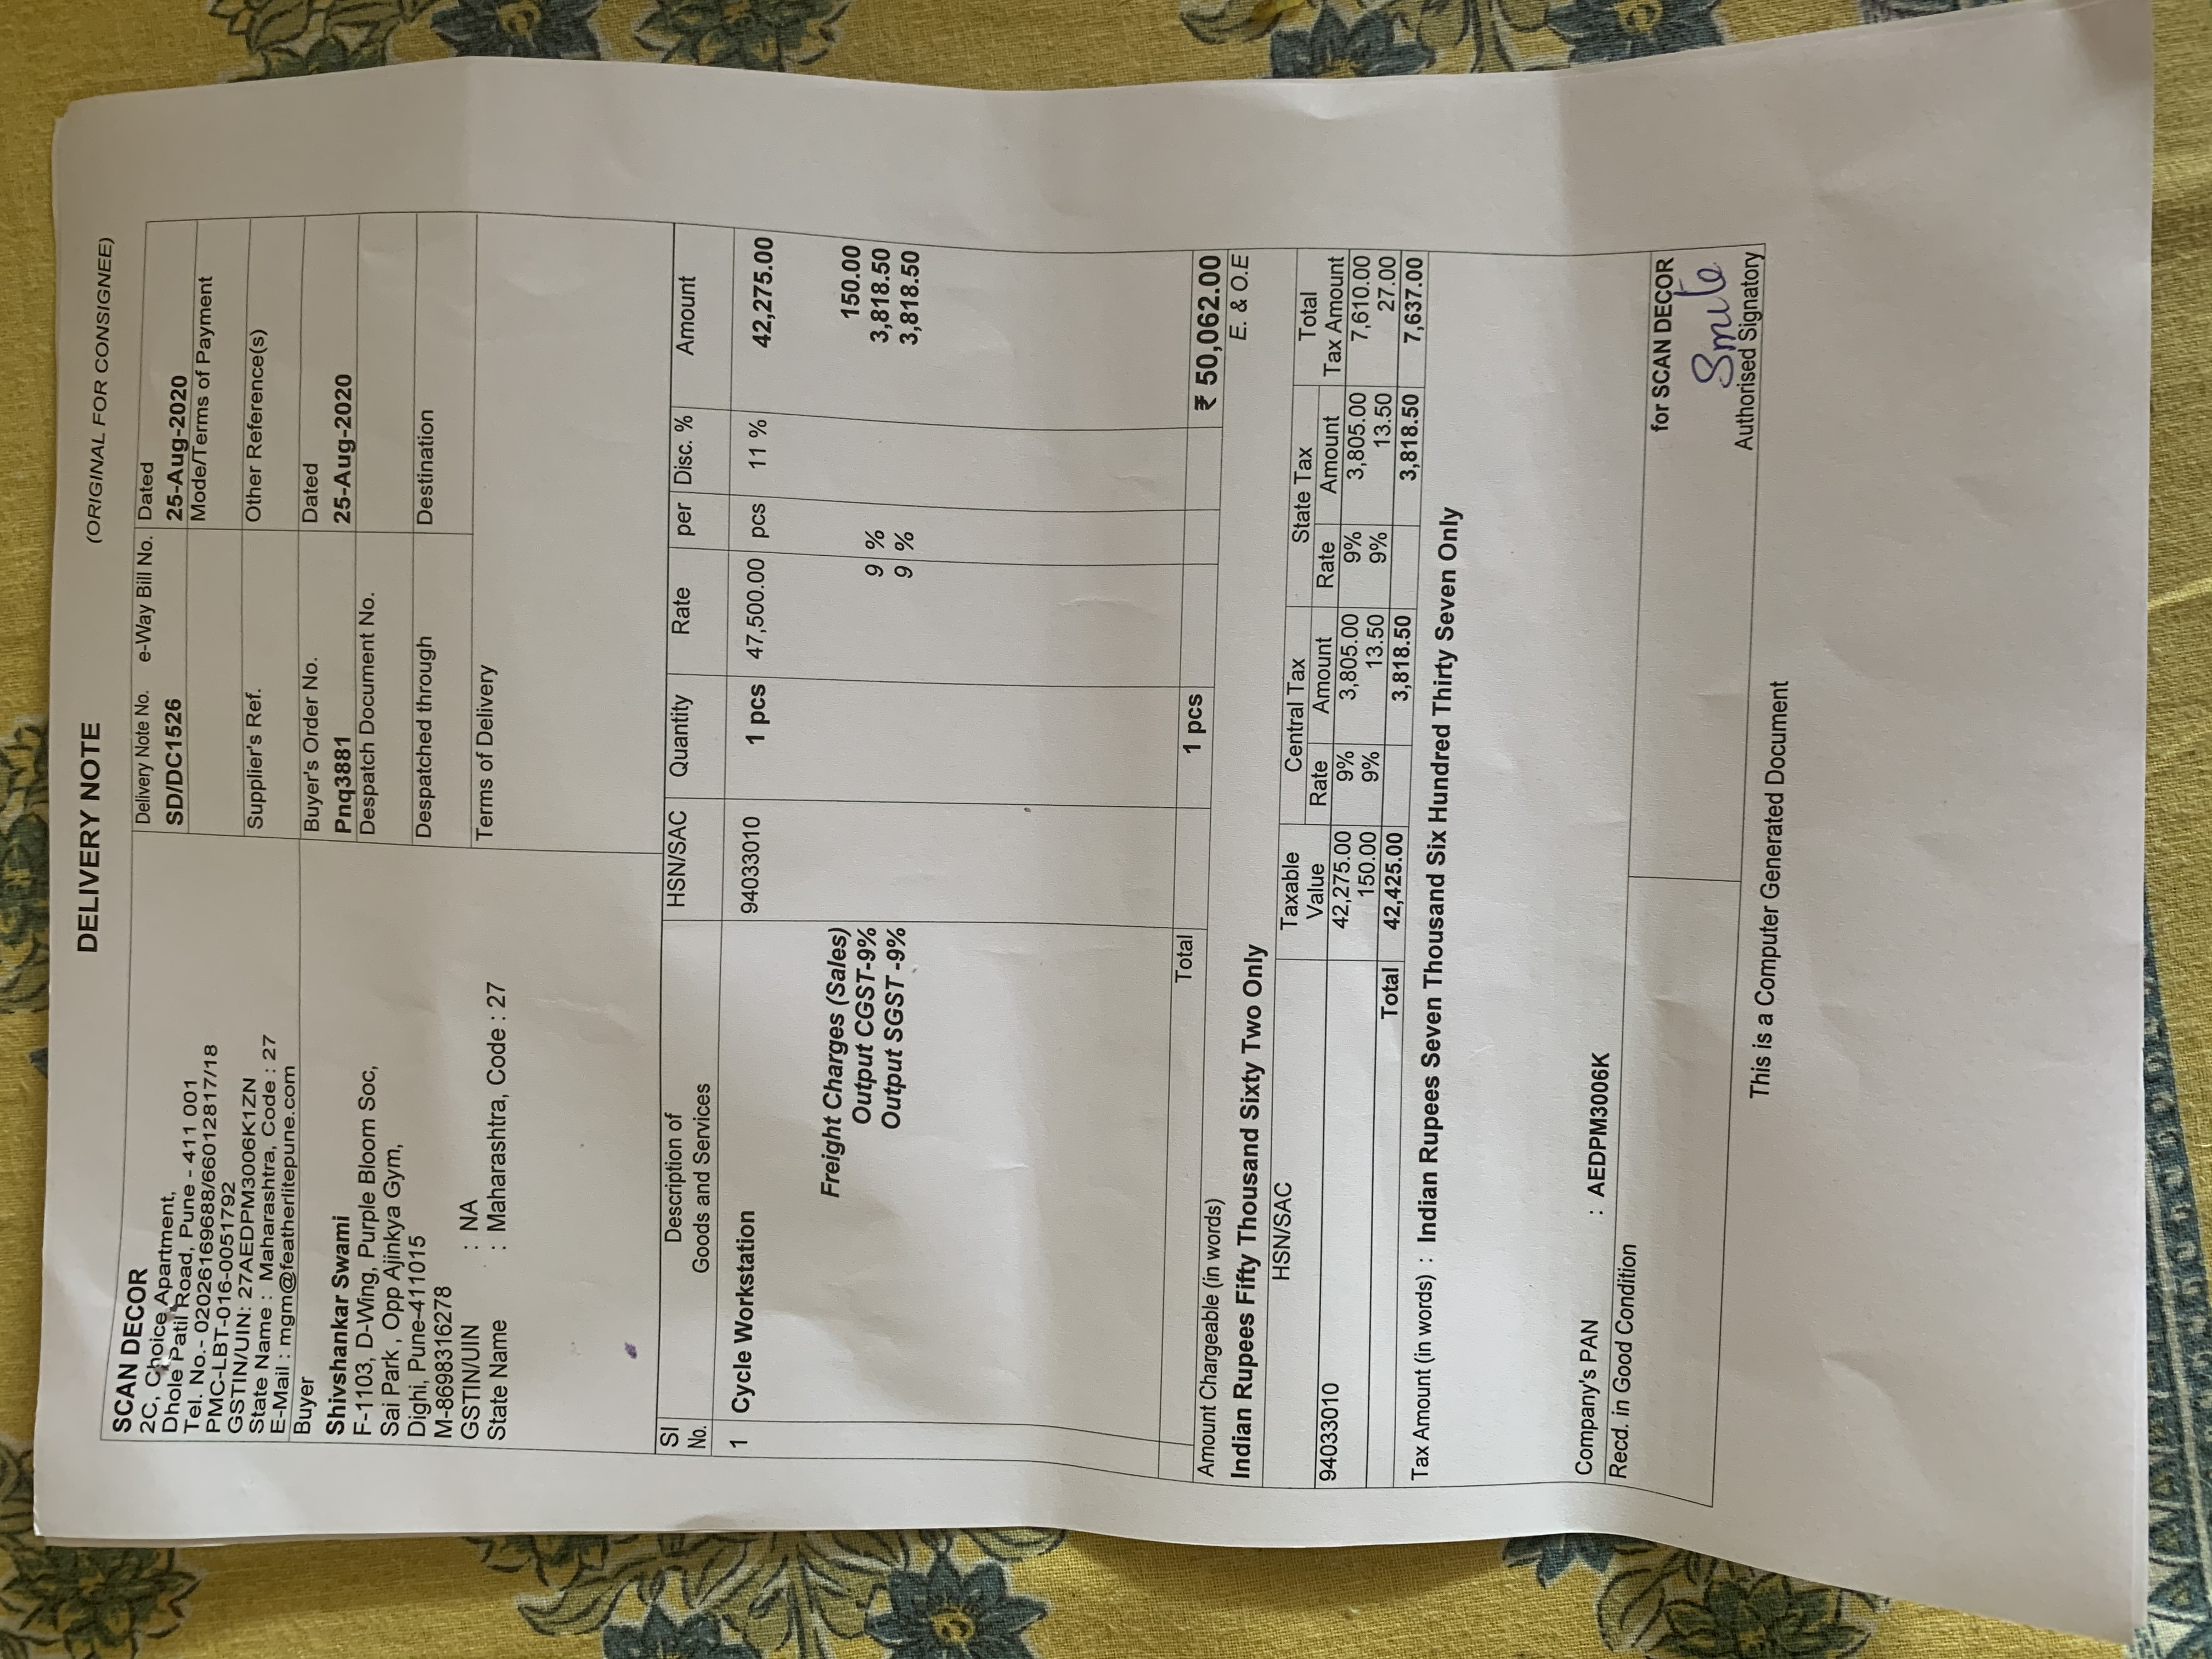 DELIVERY NOTE
(ORIGINAL FOR CONSIGNEE)
SCAN DECOR
2C, Choice Apartment,
Dhole Patil Road, Pune - 411 001
Tel. No.- 02026169688/66012817/18
PMC-LBT-016-0051792
GSTIN/UIN: 27AEDPM3006K1ZN
State Name : Maharashtra, Code : 27
E-Mail : mgm@featherlitepune.com
Delivery Note No. e-Way Bill No. Dated
SD/DC1526 25-Aug-2020
Mode/Terms of Payment
Supplier's Ref. Other Reference(s)
Buyer
Shivshankar Swami
F-1103, D-Wing, Purple Bloom Soc,
Sai Park , Opp Ajinkya Gym,
Dighi, Pune-411015
M-8698316278
GSTIN/UIN : NA
State Name : Maharashtra, Code : 27
Buyer's Order No. Dated
Pnq3881 25-Aug-2020
Despatch Document No.
Despatched through Destination
Terms of Delivery
Sl No. Description of Goods and Services HSN/SAC Quantity Rate per Disc. % Amount
1 Cycle Workstation 94033010 1 pcs 47,500.00 pcs 11 % 42,275.00
Freight Charges (Sales) 150.00
Output CGST-9% 9 % 3,818.50
Output SGST -9% 9 % 3,818.50
Total 1 pcs ₹ 50,062.00
Amount Chargeable (in words) E. & O.E
Indian Rupees Fifty Thousand Sixty Two Only
HSN/SAC Taxable Value Central Tax State Tax Total Tax Amount
Rate Amount Rate Amount
94033010 42,275.00 9% 3,805.00 9% 3,805.00 7,610.00
150.00 9% 13.50 9% 13.50 27.00
Total 42,425.00 3,818.50 3,818.50 7,637.00
Tax Amount (in words) : Indian Rupees Seven Thousand Six Hundred Thirty Seven Only
Company's PAN : AEDPM3006K
Recd. in Good Condition
for SCAN DECOR
Smite
Authorised Signatory
This is a Computer Generated Document